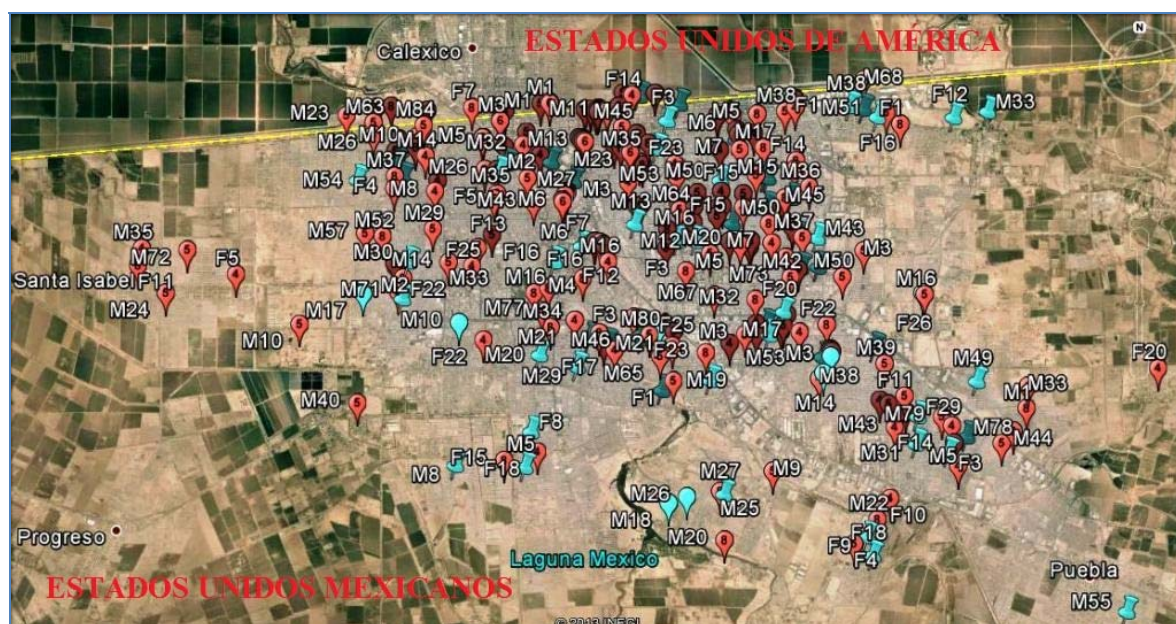 ESTADOS UNIDOS DE AMÉRICA
Calexico
M38 M68
F14
M1
F7
M63 M84
M23
M3 M1
M11 M45
F3
M38
M5
F1
M51
F1
F12
M33
M6
F16
M26
M10
M14
M5
M32
M13
M35
M17
F14
M7
F23
M37
M26
M2
M23
M54
F4
M8
M35
M27
M53
M50
F15
M15
M36
F5
M43
M6
M3
M13
M64
M45
M29
F13
F7
M16
F15
M50
M57
M52
M6
M12
M20
M7
M37
M43
M35
M72
F5
M30
M14
F25
F16
F16
M16
F3
M5
M42
M3
M50
Santa Isabel
F11
M33
M16
F12
M73
M24
M17
M71
M2
F22
M4
M67
M32
F20
M16
M10
M10
M77
M34
F3
M80
F25
F22
F26
F22
M20
M21
M46
M21
F23
M3
M17
M53
M3
M39
M29
F17
M65
M19
M38
M49
F20
M40
F1
M14
F11
M1
M33
F8
M43
M79
F29
M5
M31
F14
M5
M78
M44
M8
F15
F18
M27
M9
F3
M26
M25
M22
F10
M18
M20
F18
Progreso
F9
F4
Laguna Mexico
Puebla
ESTADOS UNIDOS MEXICANOS
M55
© 2013 INEGI